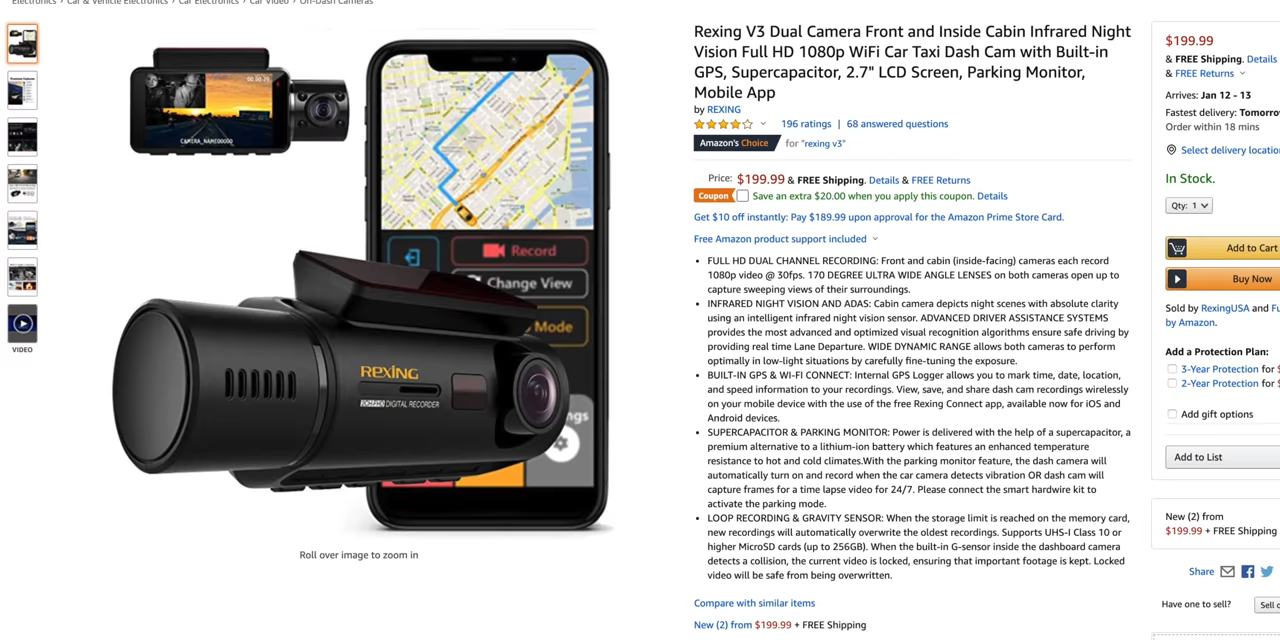 Electronics › Car & Vehicle Electronics › Car Electronics › Car Video › On-Dash Cameras
VIDEO
00:00:29
CAMERA_NAME00000
Record
Change View
Mode
REXING
DIGITAL RECORDER
Roll over image to zoom in
Rexing V3 Dual Camera Front and Inside Cabin Infrared Night
Vision Full HD 1080p WiFi Car Taxi Dash Cam with Built-in
GPS, Supercapacitor, 2.7" LCD Screen, Parking Monitor,
Mobile App
by REXING
196 ratings | 68 answered questions
Amazon's Choice for "rexing v3"
Price: $199.99 & FREE Shipping. Details & FREE Returns
Coupon Save an extra $20.00 when you apply this coupon. Details
Get $10 off instantly: Pay $189.99 upon approval for the Amazon Prime Store Card.
Free Amazon product support included
• FULL HD DUAL CHANNEL RECORDING: Front and cabin (inside-facing) cameras each record
1080p video @ 30fps. 170 DEGREE ULTRA WIDE ANGLE LENSES on both cameras open up to
capture sweeping views of their surroundings.
• INFRARED NIGHT VISION AND ADAS: Cabin camera depicts night scenes with absolute clarity
using an intelligent infrared night vision sensor. ADVANCED DRIVER ASSISTANCE SYSTEMS
provides the most advanced and optimized visual recognition algorithms ensure safe driving by
providing real time Lane Departure. WIDE DYNAMIC RANGE allows both cameras to perform
optimally in low-light situations by carefully fine-tuning the exposure.
• BUILT-IN GPS & WI-FI CONNECT: Internal GPS Logger allows you to mark time, date, location,
and speed information to your recordings. View, save, and share dash cam recordings wirelessly
on your mobile device with the use of the free Rexing Connect app, available now for iOS and
Android devices.
• SUPERCAPACITOR & PARKING MONITOR: Power is delivered with the help of a supercapacitor, a
premium alternative to a lithium-ion battery which features an enhanced temperature
resistance to hot and cold climates.With the parking monitor feature, the dash camera will
automatically turn on and record when the car camera detects vibration OR dash cam will
capture frames for a time lapse video for 24/7. Please connect the smart hardwire kit to
activate the parking mode.
• LOOP RECORDING & GRAVITY SENSOR: When the storage limit is reached on the memory card,
new recordings will automatically overwrite the oldest recordings. Supports UHS-I Class 10 or
higher MicroSD cards (up to 256GB). When the built-in G-sensor inside the dashboard camera
detects a collision, the current video is locked, ensuring that important footage is kept. Locked
video will be safe from being overwritten.
Compare with similar items
New (2) from $199.99 + FREE Shipping
$199.99
& FREE Shipping. Details
& FREE Returns
Arrives: Jan 12 - 13
Fastest delivery: Tomorro
Order within 18 mins
Select delivery location
In Stock.
Qty: 1
Add to Cart
Buy Now
Sold by RexingUSA and Fu
by Amazon.
Add a Protection Plan:
3-Year Protection for $
2-Year Protection for $
Add gift options
Add to List
New (2) from
$199.99 + FREE Shipping
Share
Have one to sell?
Sell o